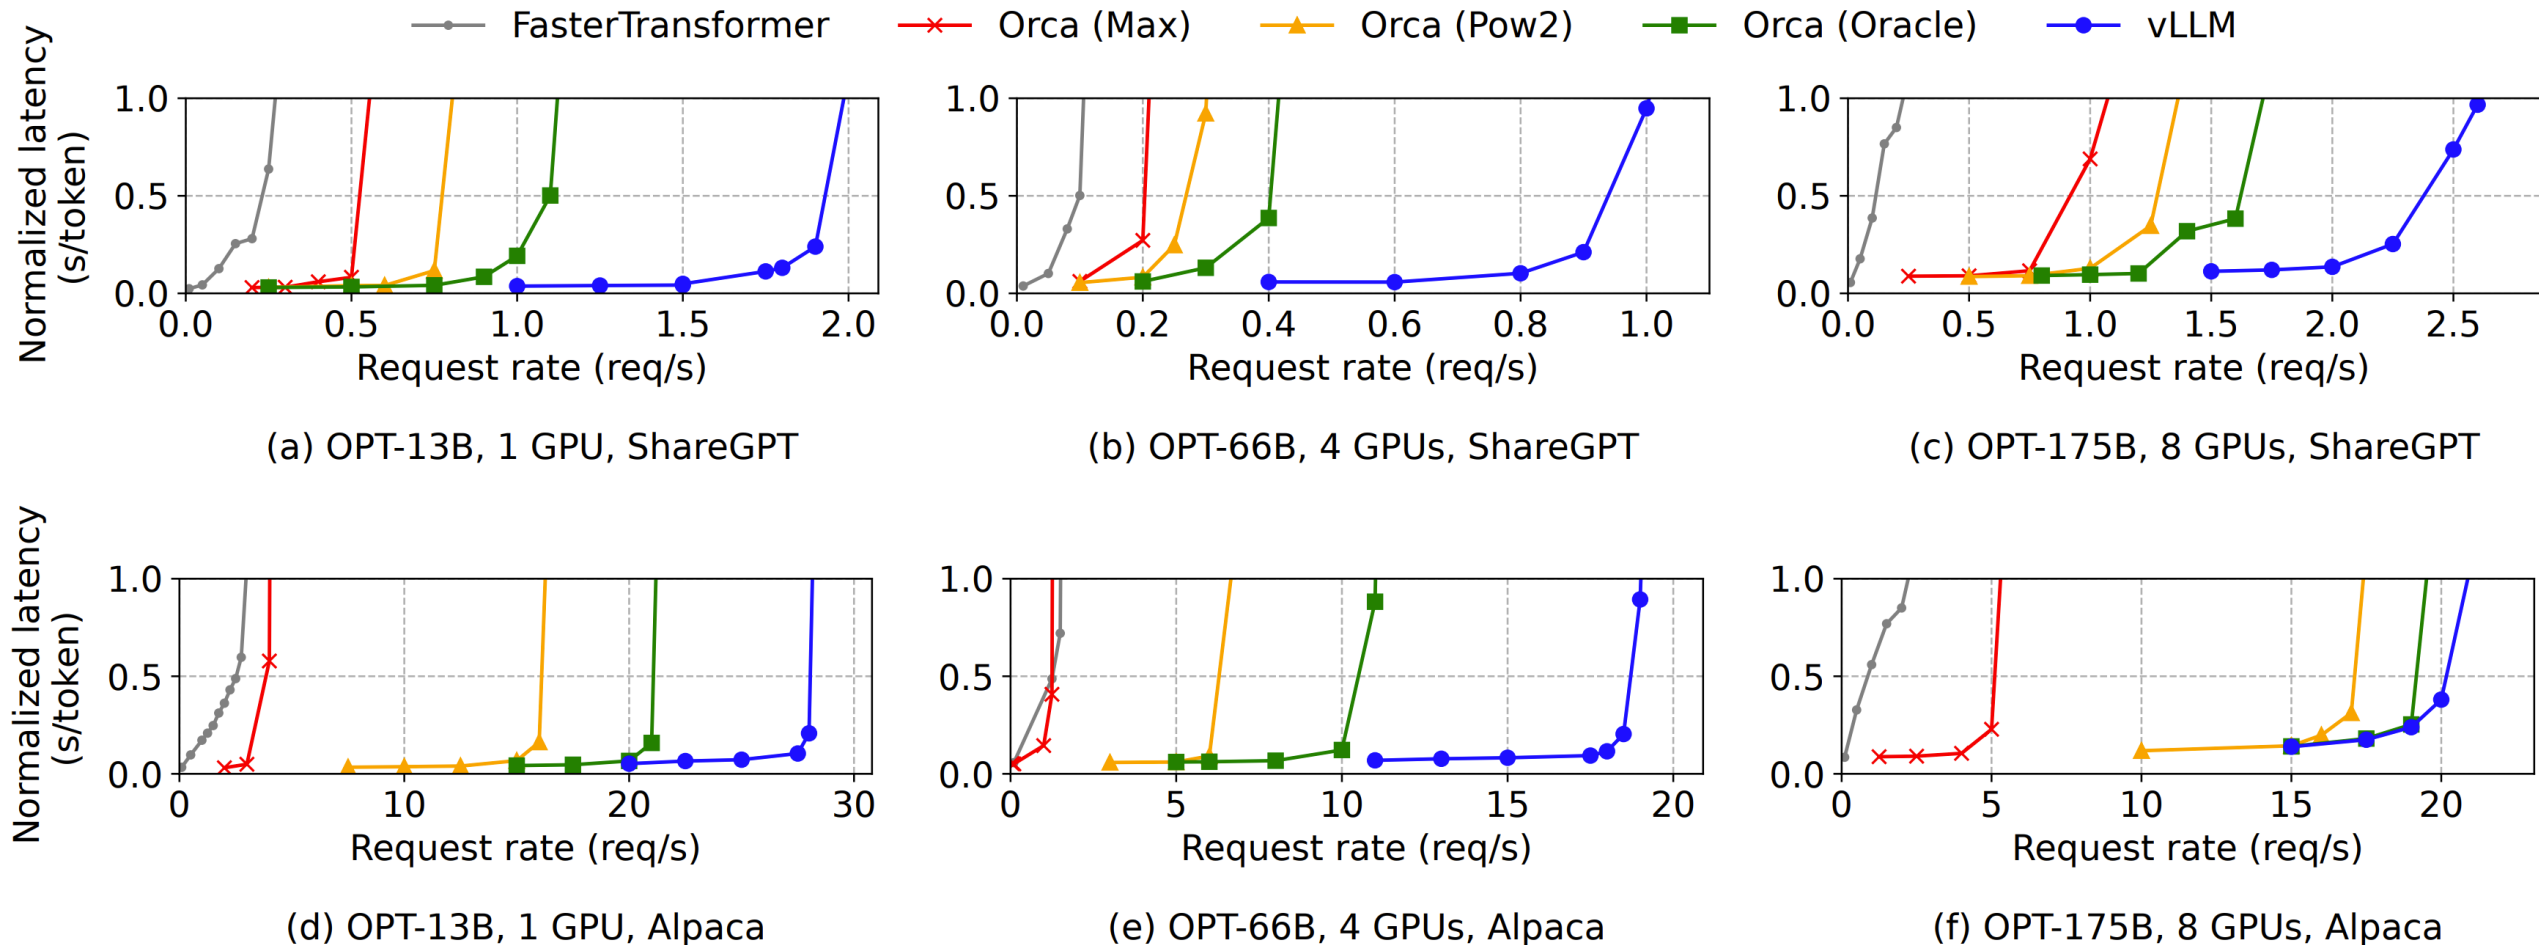 FasterTransformer Orca (Max) Orca (Pow2) Orca (Oracle) vLLM
Normalized latency
(s/token)
1.0
0.5
0.0
0.0 0.5 1.0 1.5 2.0
Request rate (req/s)
(a) OPT-13B, 1 GPU, ShareGPT
1.0
0.5
0.0
0.0 0.2 0.4 0.6 0.8 1.0
Request rate (req/s)
(b) OPT-66B, 4 GPUs, ShareGPT
1.0
0.5
0.0
0.0 0.5 1.0 1.5 2.0 2.5
Request rate (req/s)
(c) OPT-175B, 8 GPUs, ShareGPT
Normalized latency
(s/token)
1.0
0.5
0.0
0 10 20 30
Request rate (req/s)
(d) OPT-13B, 1 GPU, Alpaca
1.0
0.5
0.0
0 5 10 15 20
Request rate (req/s)
(e) OPT-66B, 4 GPUs, Alpaca
1.0
0.5
0.0
0 5 10 15 20
Request rate (req/s)
(f) OPT-175B, 8 GPUs, Alpaca